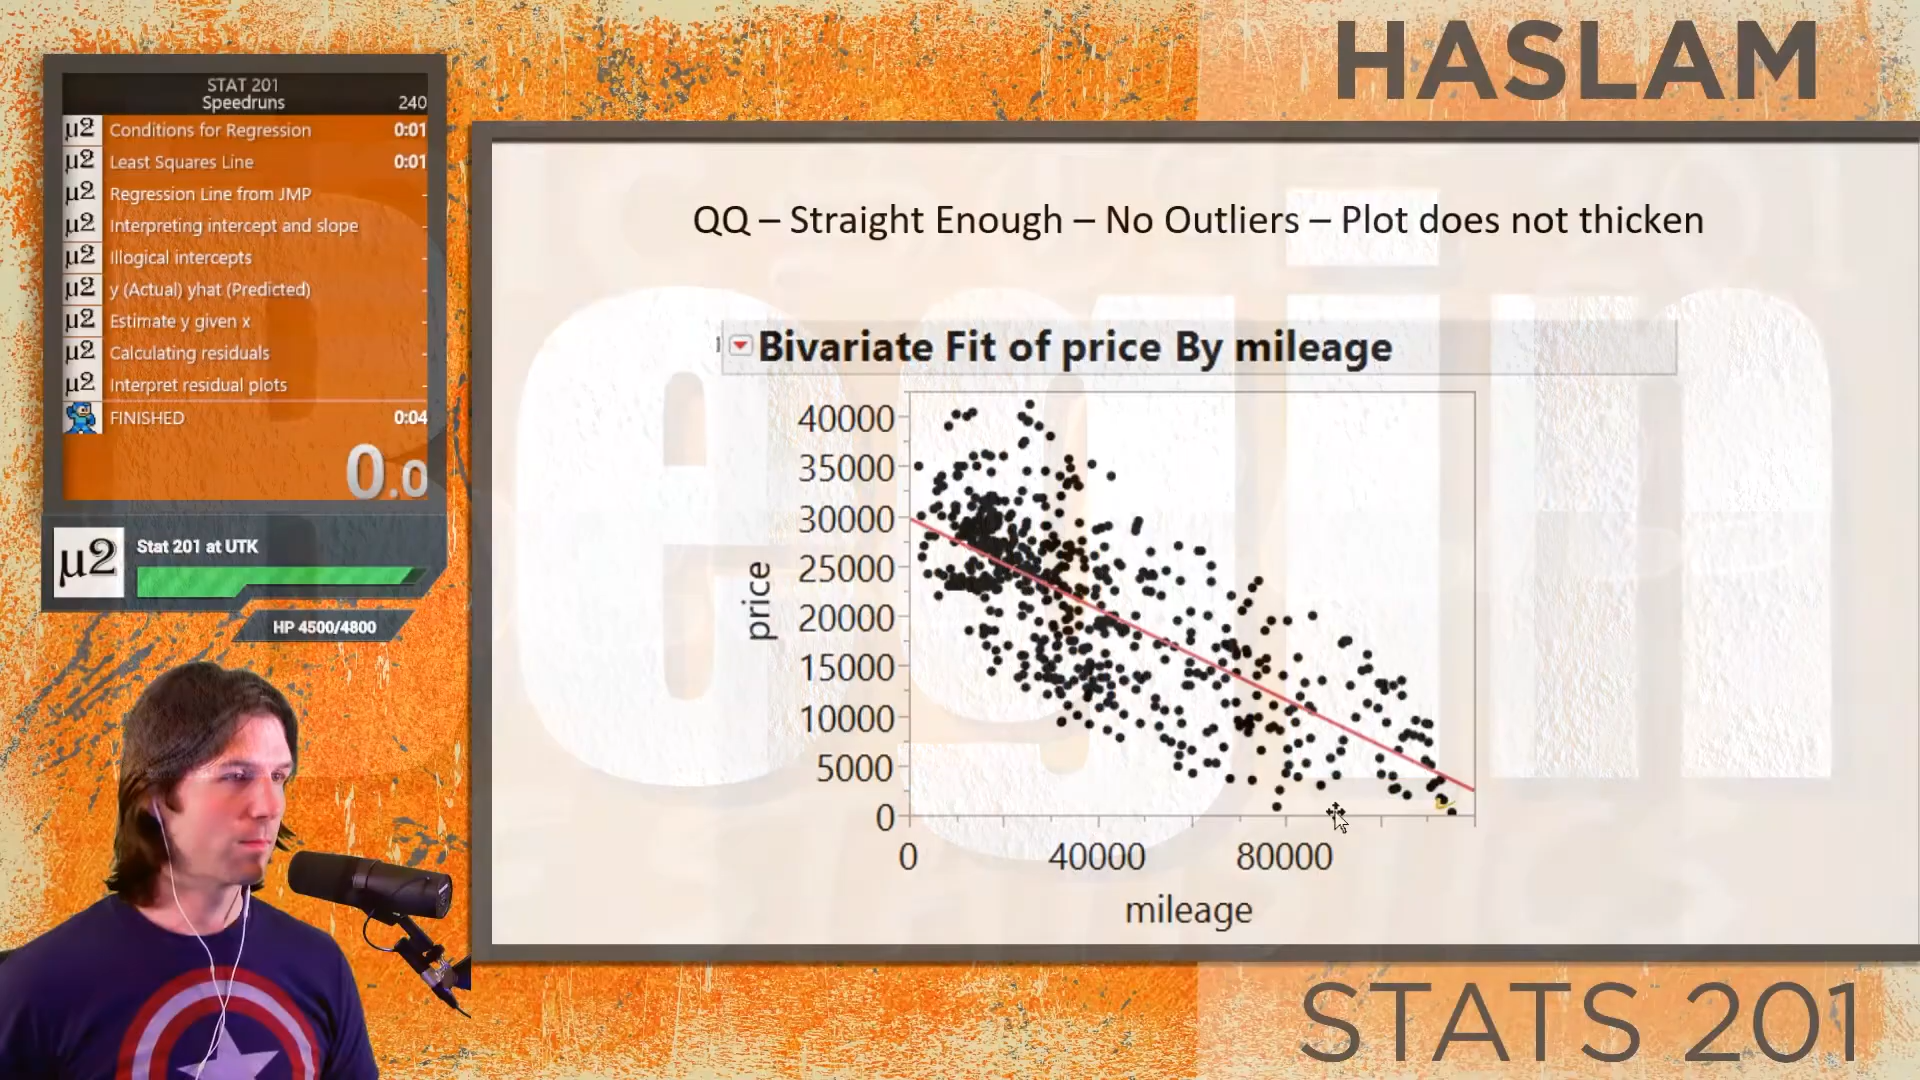 HASLAM
STAT 201
Speedruns 240
μ2 Conditions for Regression 0:01
μ2 Least Squares Line 0:01
μ2 Regression Line from JMP -
μ2 Interpreting intercept and slope -
μ2 Illogical intercepts -
μ2 y (Actual) yhat (Predicted) -
μ2 Estimate y given x -
μ2 Calculating residuals -
μ2 Interpret residual plots -
FINISHED 0:04
0.0
μ2 Stat 201 at UTK
HP 4500/4800
QQ – Straight Enough – No Outliers – Plot does not thicken
Bivariate Fit of price By mileage
40000
35000
30000
25000
20000
15000
10000
5000
0
price
0 40000 80000
mileage
STATS 201